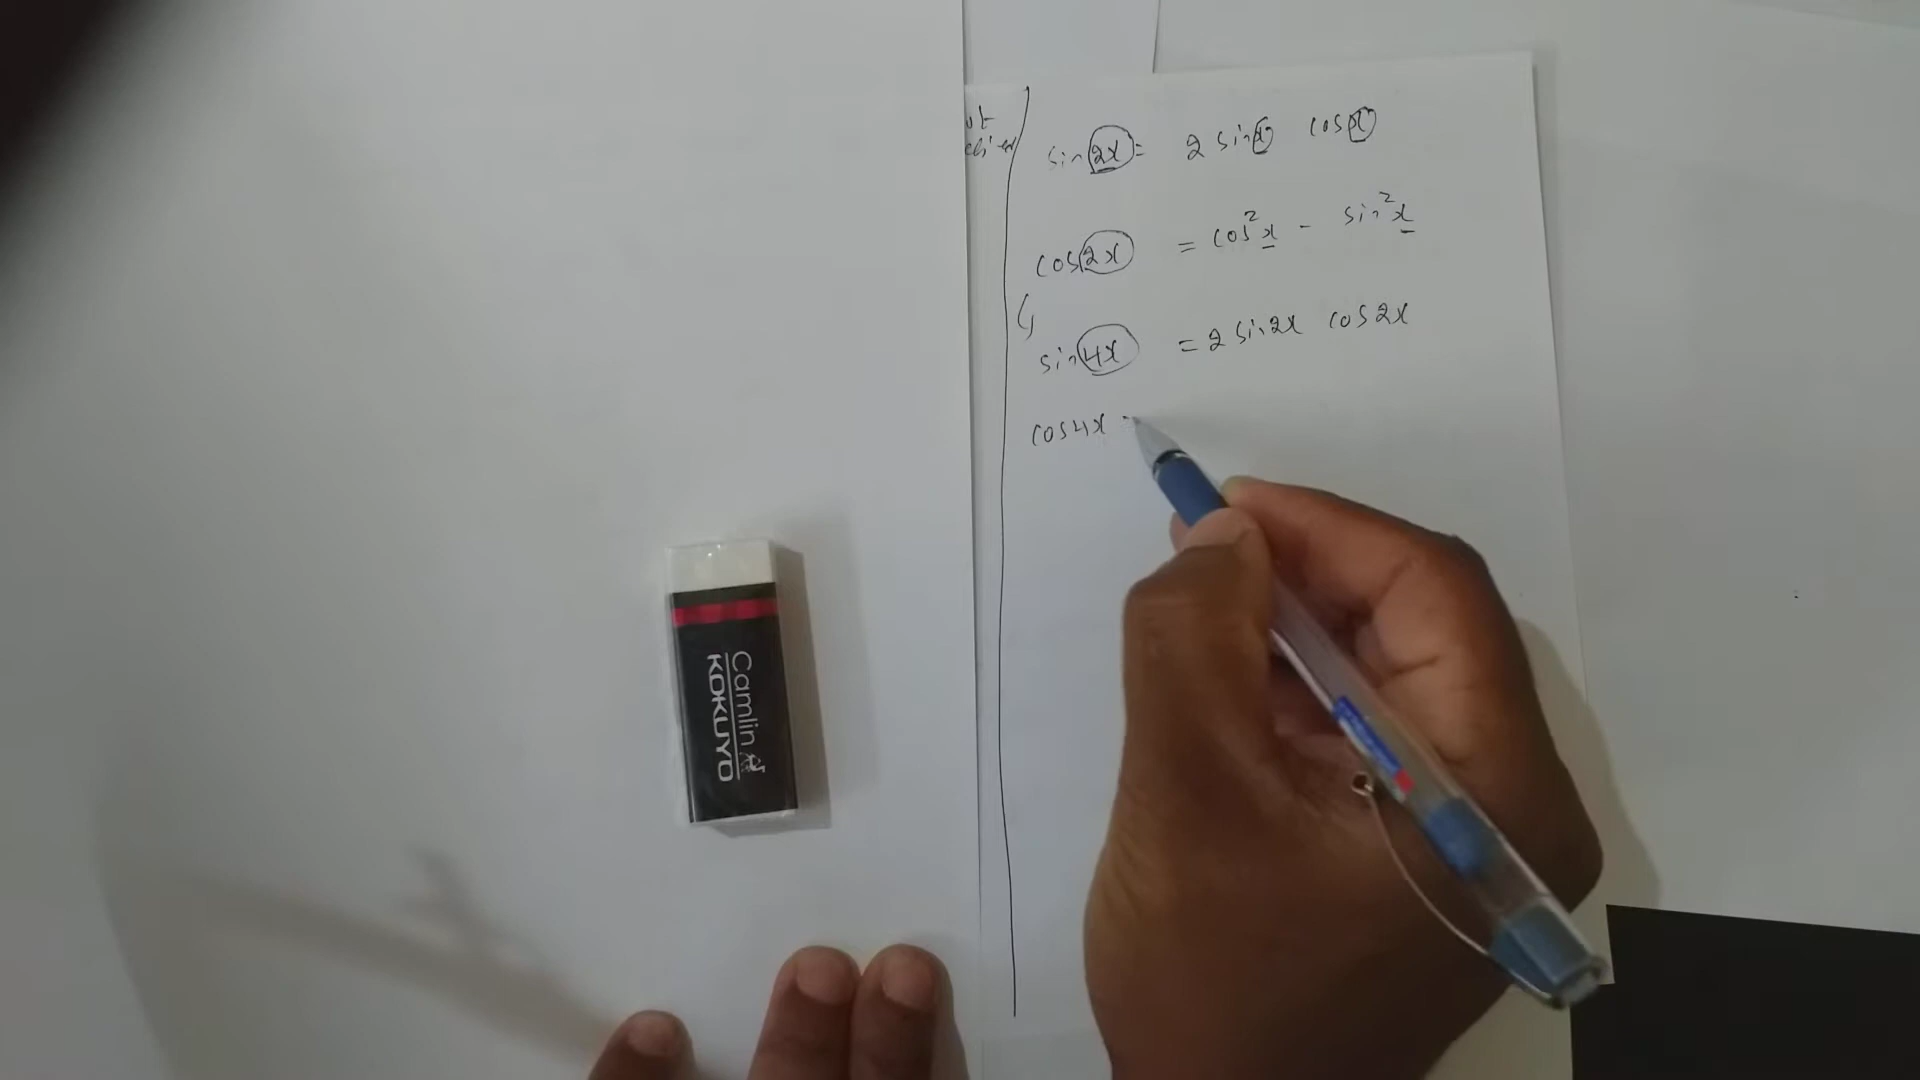 sin2x = 2 sinx cosx
cos2x = cos²x - sin²x
sin4x = 2 sin2x cos2x
cos4x =
Camlin
KOKUYO